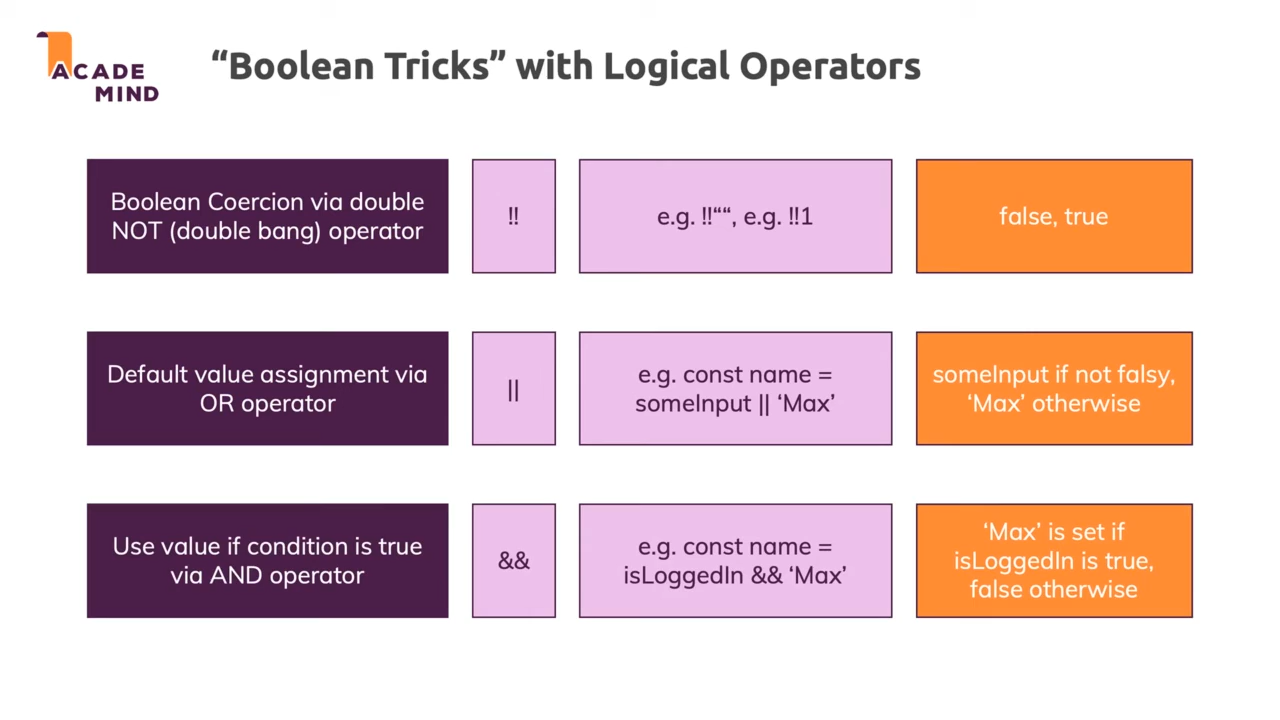 ACADE
MIND
“Boolean Tricks” with Logical Operators
Boolean Coercion via double
NOT (double bang) operator
!!
e.g. !!““, e.g. !!1
false, true
Default value assignment via
OR operator
||
e.g. const name =
someInput || ‘Max’
someInput if not falsy,
‘Max’ otherwise
Use value if condition is true
via AND operator
&&
e.g. const name =
isLoggedIn && ‘Max’
‘Max’ is set if
isLoggedIn is true,
false otherwise